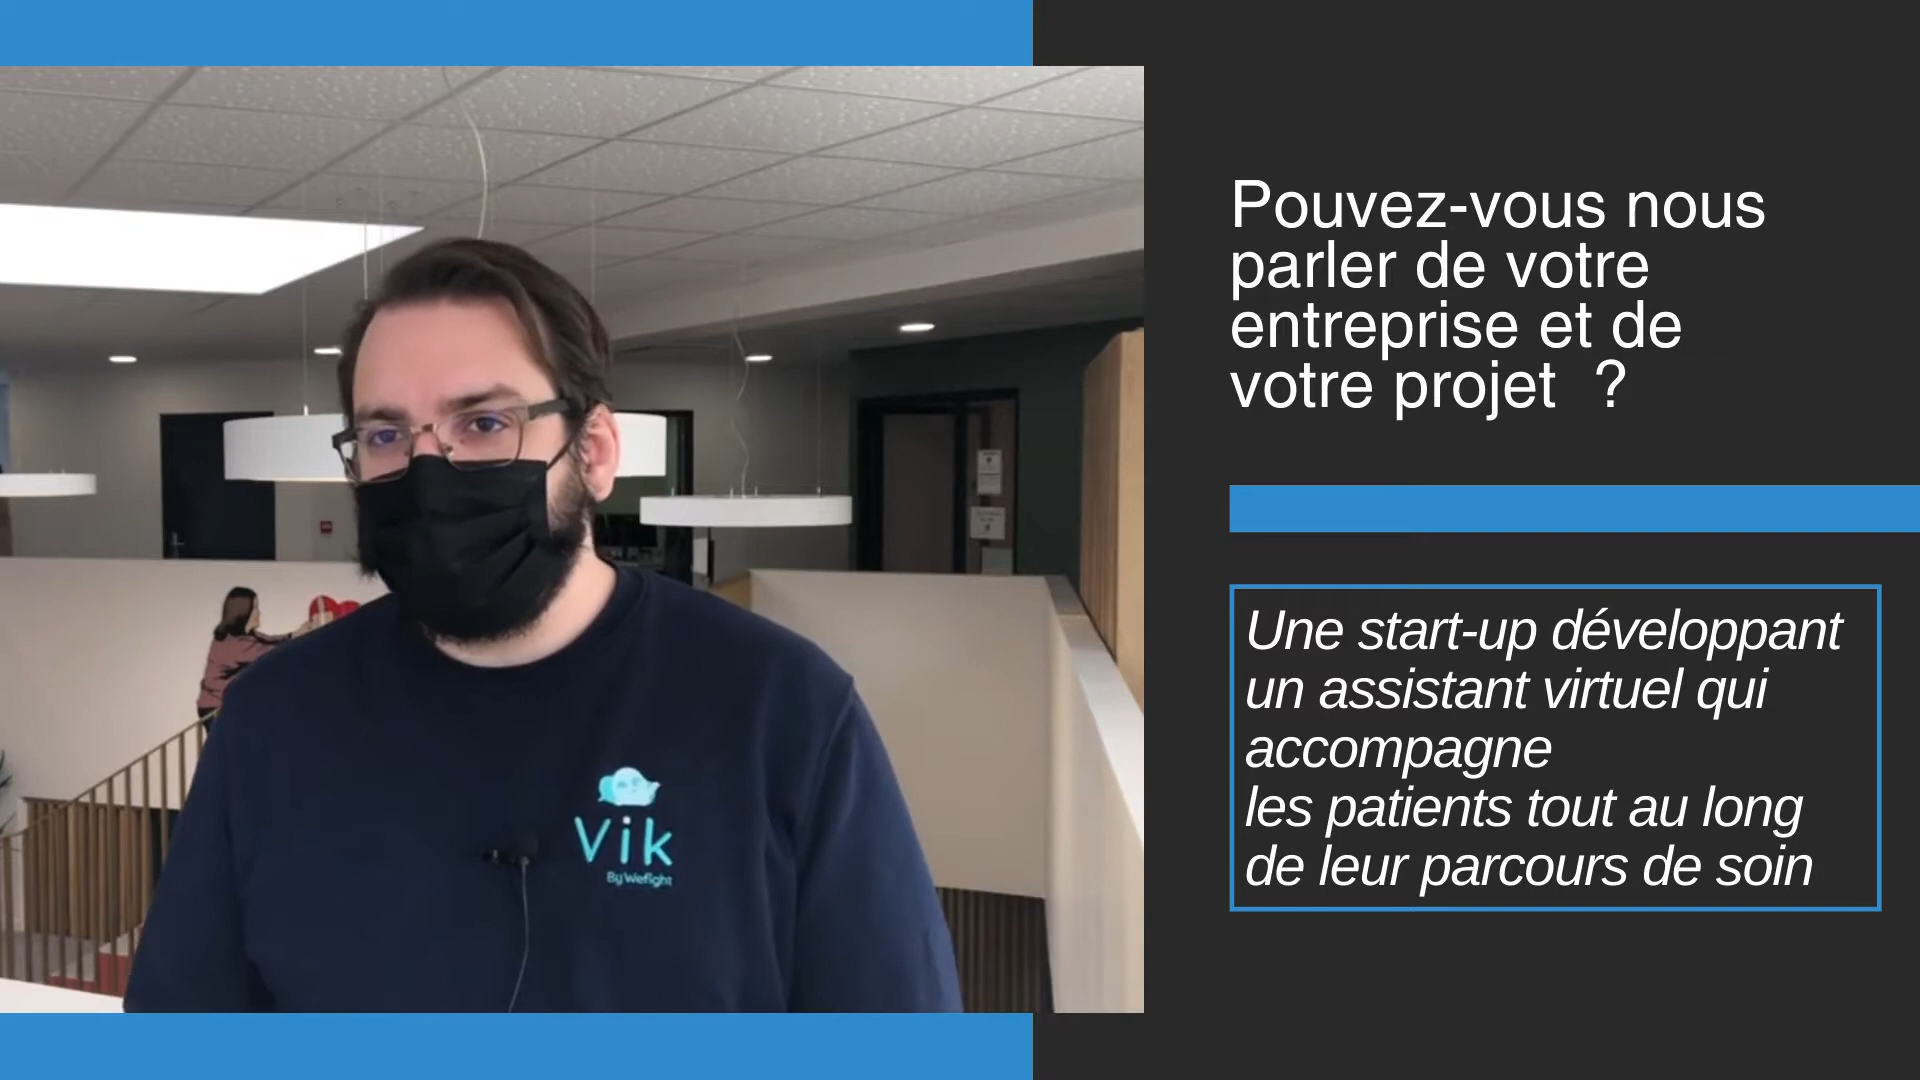 Pouvez-vous nous
parler de votre
entreprise et de
votre projet  ?
Une start-up développant
un assistant virtuel qui
accompagne
les patients tout au long
de leur parcours de soin
Vik
By Wefight